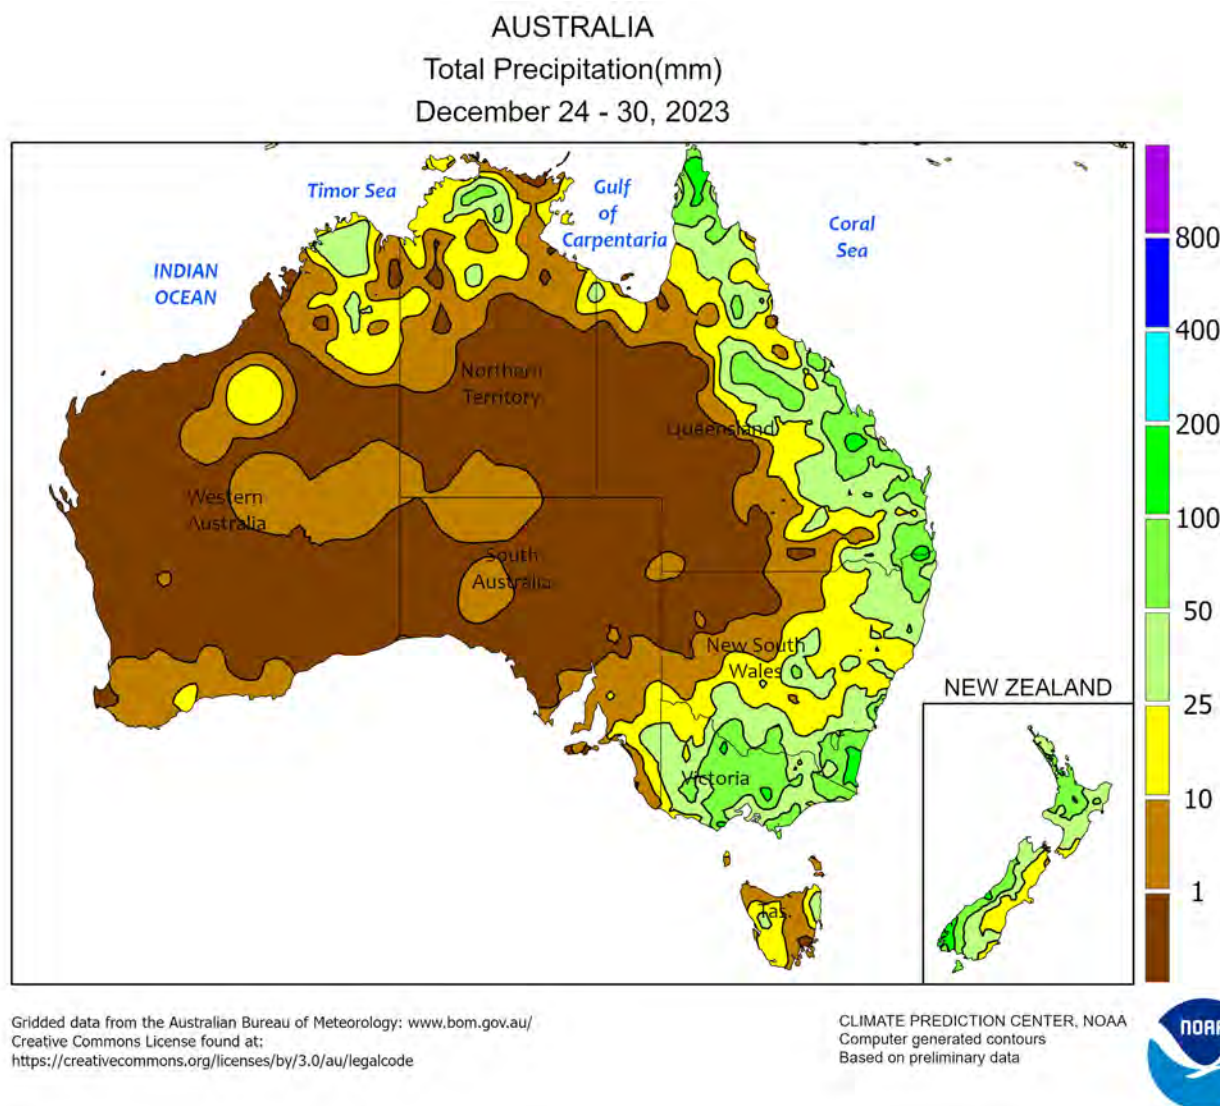 AUSTRALIA
Total Precipitation(mm)
December 24 - 30, 2023
Timor Sea
Gulf
of
Carpentaria
Coral
Sea
INDIAN
OCEAN
Northern
Territory
Queensland
Western
Australia
South
Australia
New South
Wales
Victoria
Tas.
NEW ZEALAND
800
400
200
100
50
25
10
1
Gridded data from the Australian Bureau of Meteorology: www.bom.gov.au/
Creative Commons License found at:
https://creativecommons.org/licenses/by/3.0/au/legalcode
CLIMATE PREDICTION CENTER, NOAA
Computer generated contours
Based on preliminary data
NOAA